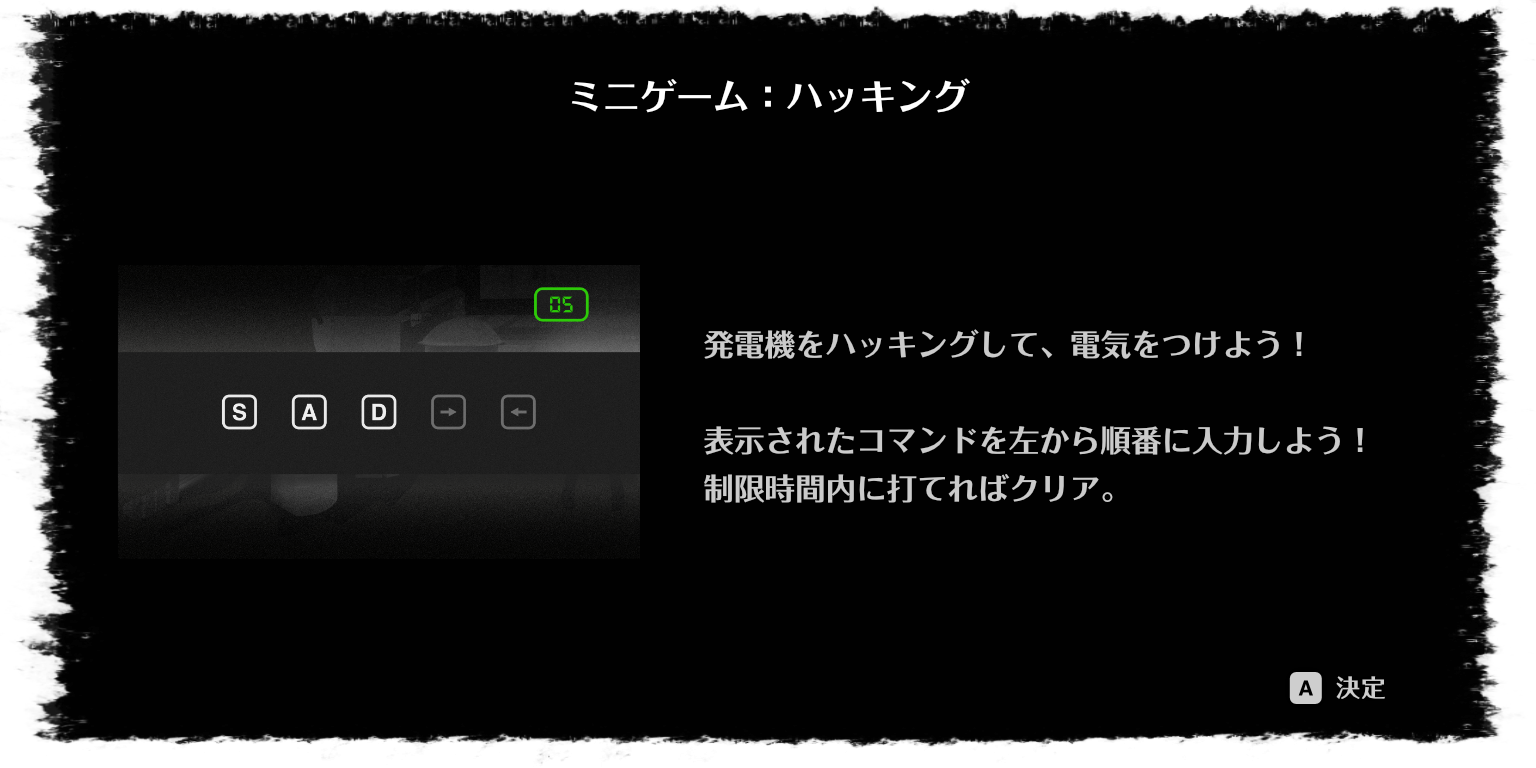 ミニゲーム：ハッキング
05
S A D → ←
発電機をハッキングして、電気をつけよう！
表示されたコマンドを左から順番に入力しよう！
制限時間内に打てればクリア。
A 決定